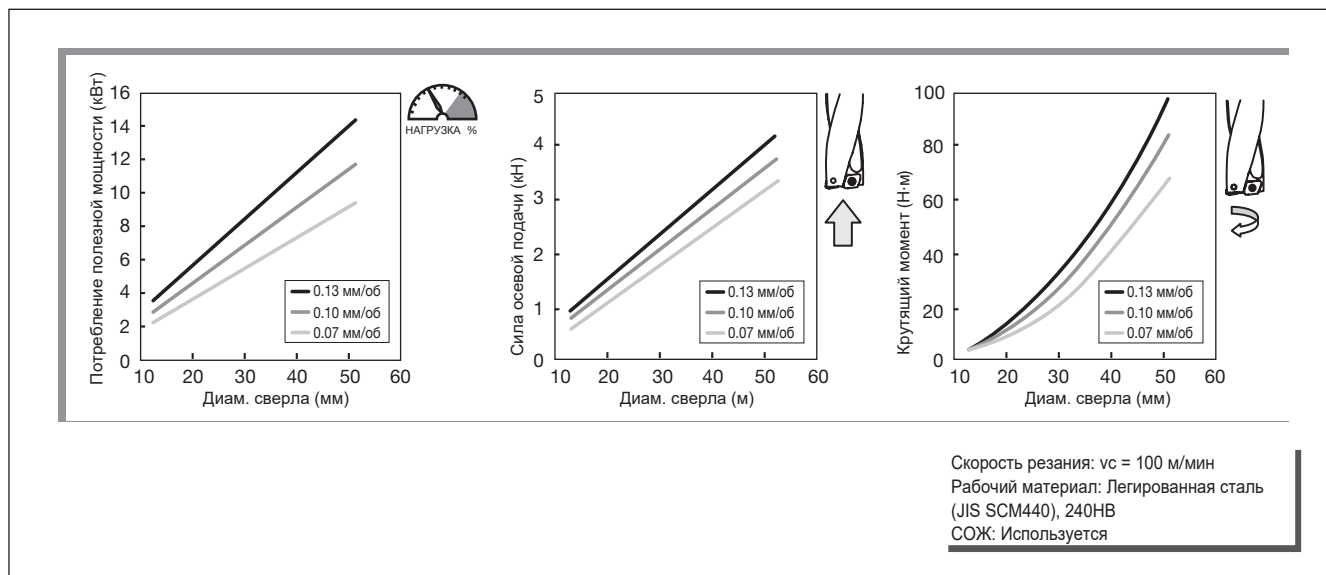 Потребление полезной мощности (кВт)
16
14
12
10
8
6
4
2
0
10 20 30 40 50 60
Диам. сверла (мм)
0.13 мм/об
0.10 мм/об
0.07 мм/об
НАГРУЗКА %
Сила осевой подачи (кН)
5
4
3
2
1
0
10 20 30 40 50 60
Диам. сверла (м)
0.13 мм/об
0.10 мм/об
0.07 мм/об
Крутящий момент (Н·м)
100
80
60
40
20
0
10 20 30 40 50 60
Диам. сверла (мм)
0.13 мм/об
0.10 мм/об
0.07 мм/об
Скорость резания: vc = 100 м/мин
Рабочий материал: Легированная сталь
(JIS SCM440), 240HB
СОЖ: Используется